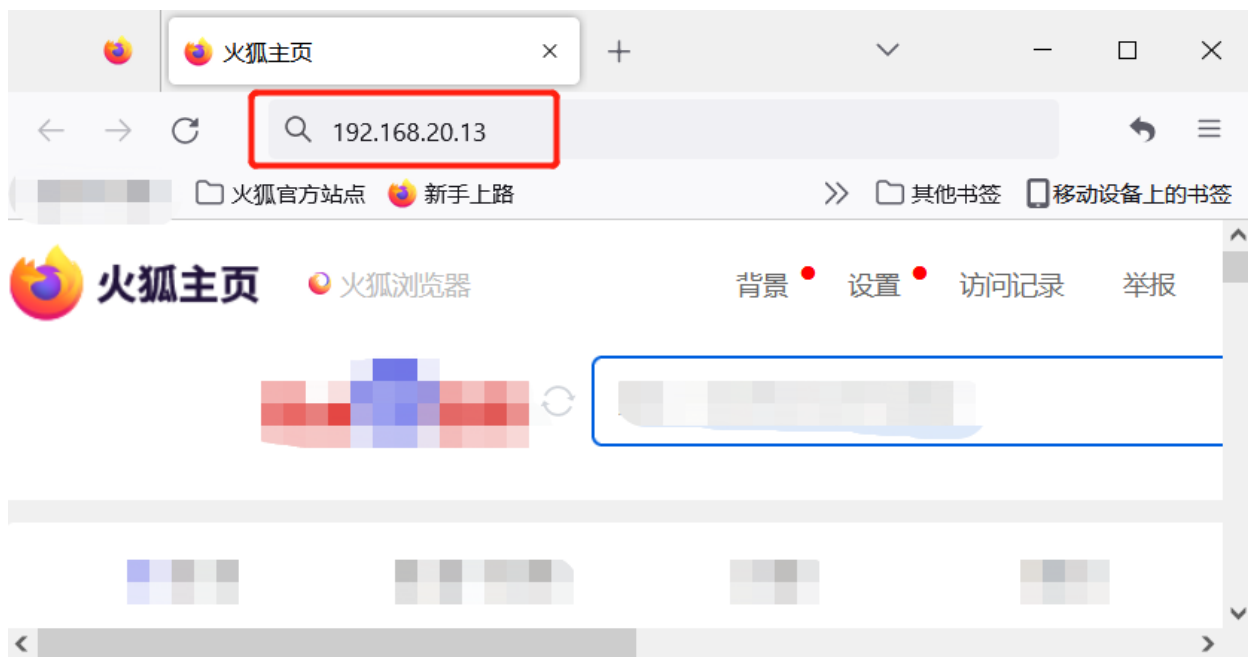 火狐主页
192.168.20.13
火狐官方站点 新手上路 其他书签 移动设备上的书签
火狐主页 火狐浏览器 背景 设置 访问记录 举报